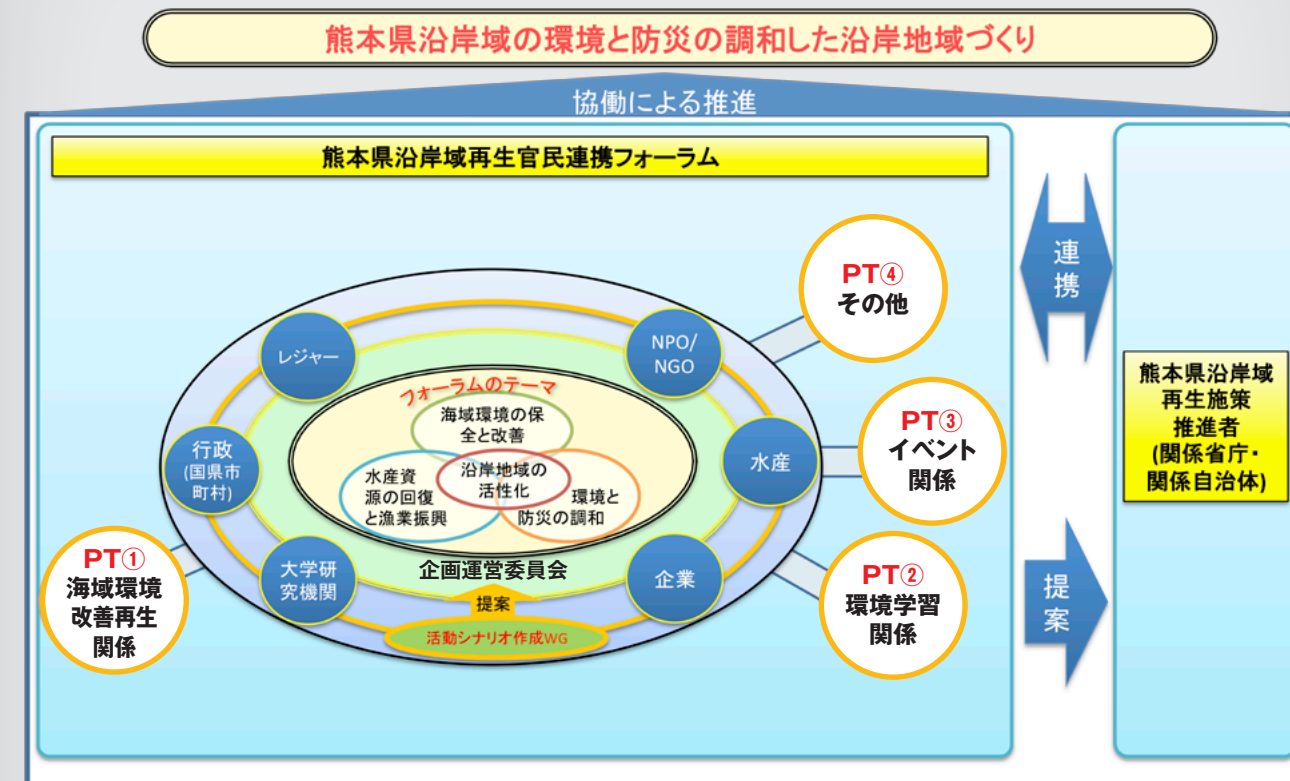 熊本県沿岸域の環境と防災の調和した沿岸地域づくり
協働による推進
熊本県沿岸域再生官民連携フォーラム
PT④
その他
レジャー
NPO/
NGO
フォーラムのテーマ
海域環境の保
全と改善
沿岸地域の
活性化
水産資
源の回復
と漁業振興
環境と
防災の調和
行政
(国県市
町村)
水産
PT③
イベント
関係
PT①
海域環境
改善再生
関係
大学研
究機関
企画運営委員会
企業
提案
活動シナリオ作成WG
PT②
環境学習
関係
連
携
提
案
熊本県沿岸域
再生施策
推進者
(関係省庁・
関係自治体)